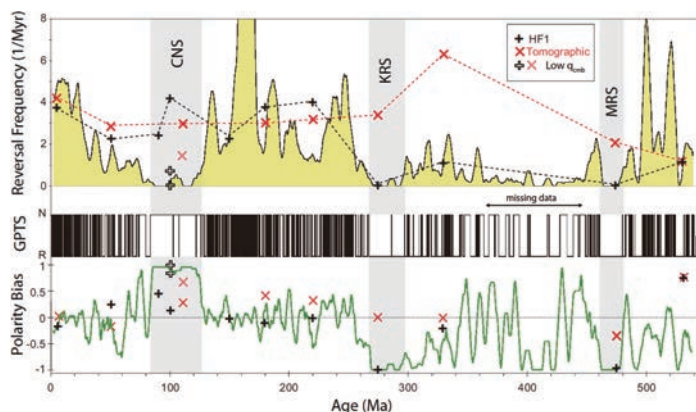 Reversal Frequency (1/Myr)
8
6
4
2
0
CNS
KRS
MRS
HF1
Tomographic
Low qcmb
missing data
GPTS
N
R
Polarity Bias
1
0.5
0
-0.5
-1
0 100 200 300 400 500
Age (Ma)